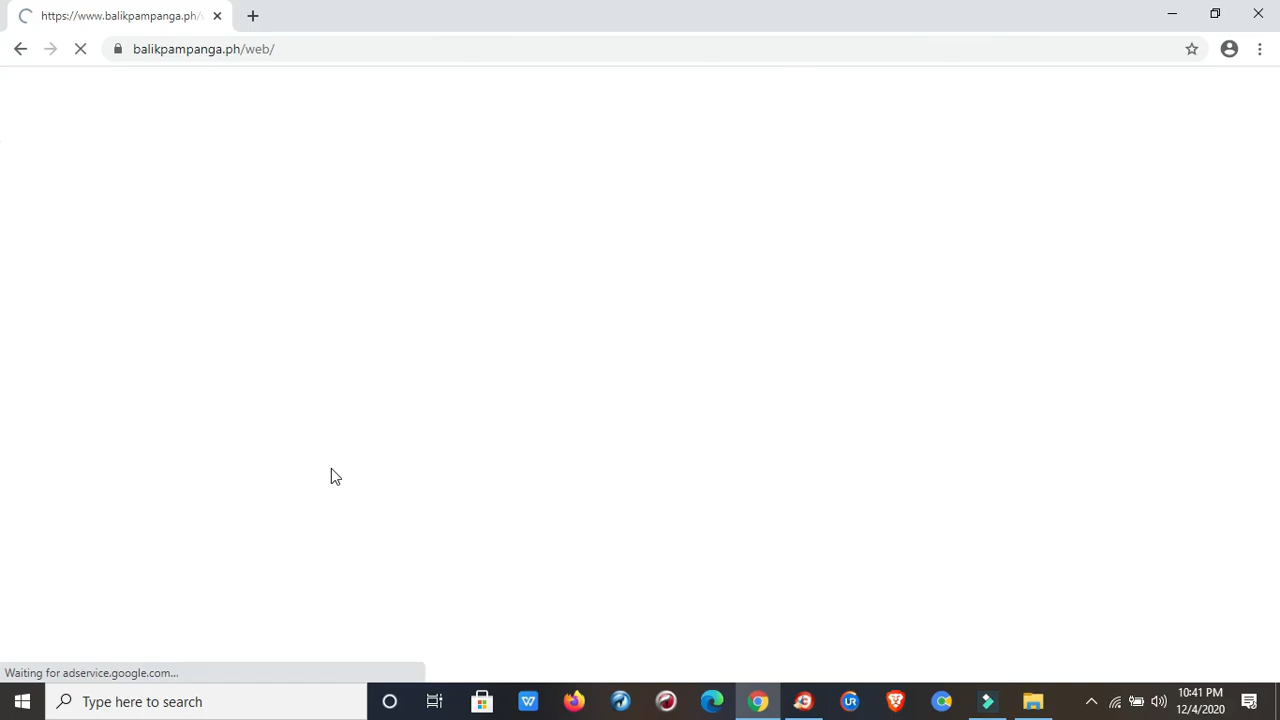 https://www.balikpampanga.ph/
balikpampanga.ph/web/
Waiting for adservice.google.com...
Type here to search
W
UR
10:41 PM
12/4/2020